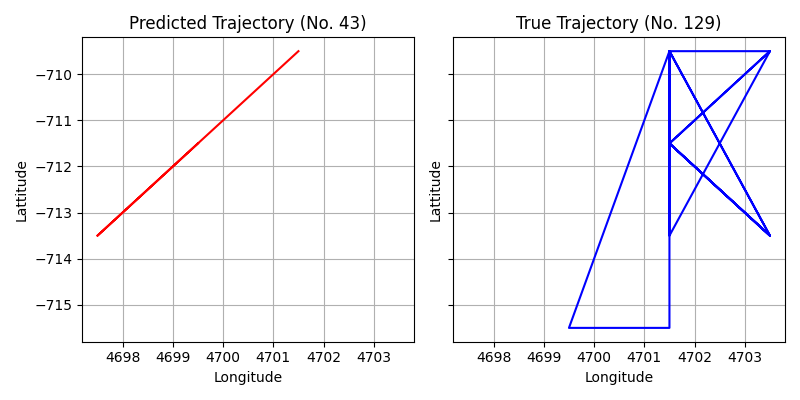 Predicted Trajectory (No. 43)
True Trajectory (No. 129)
−710
−711
−712
−713
−714
−715
Lattitude
Lattitude
4698 4699 4700 4701 4702 4703
4698 4699 4700 4701 4702 4703
Longitude
Longitude